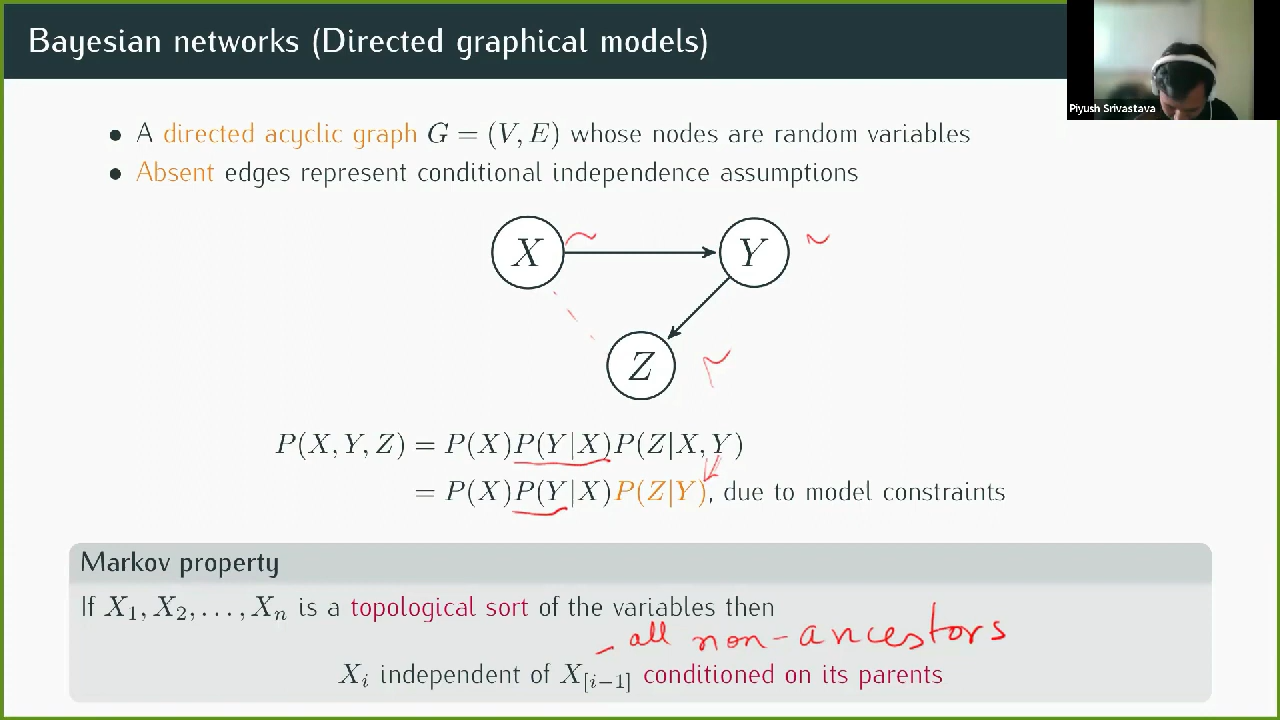 Bayesian networks (Directed graphical models)
Piyush Srivastava
• A directed acyclic graph G = (V, E) whose nodes are random variables
• Absent edges represent conditional independence assumptions
X Y
Z
P(X, Y, Z) = P(X)P(Y|X)P(Z|X, Y)
= P(X)P(Y|X)P(Z|Y), due to model constraints
Markov property
If X₁, X₂, . . . , Xₙ is a topological sort of the variables then
all non-ancestors
Xᵢ independent of X_[i−1] conditioned on its parents